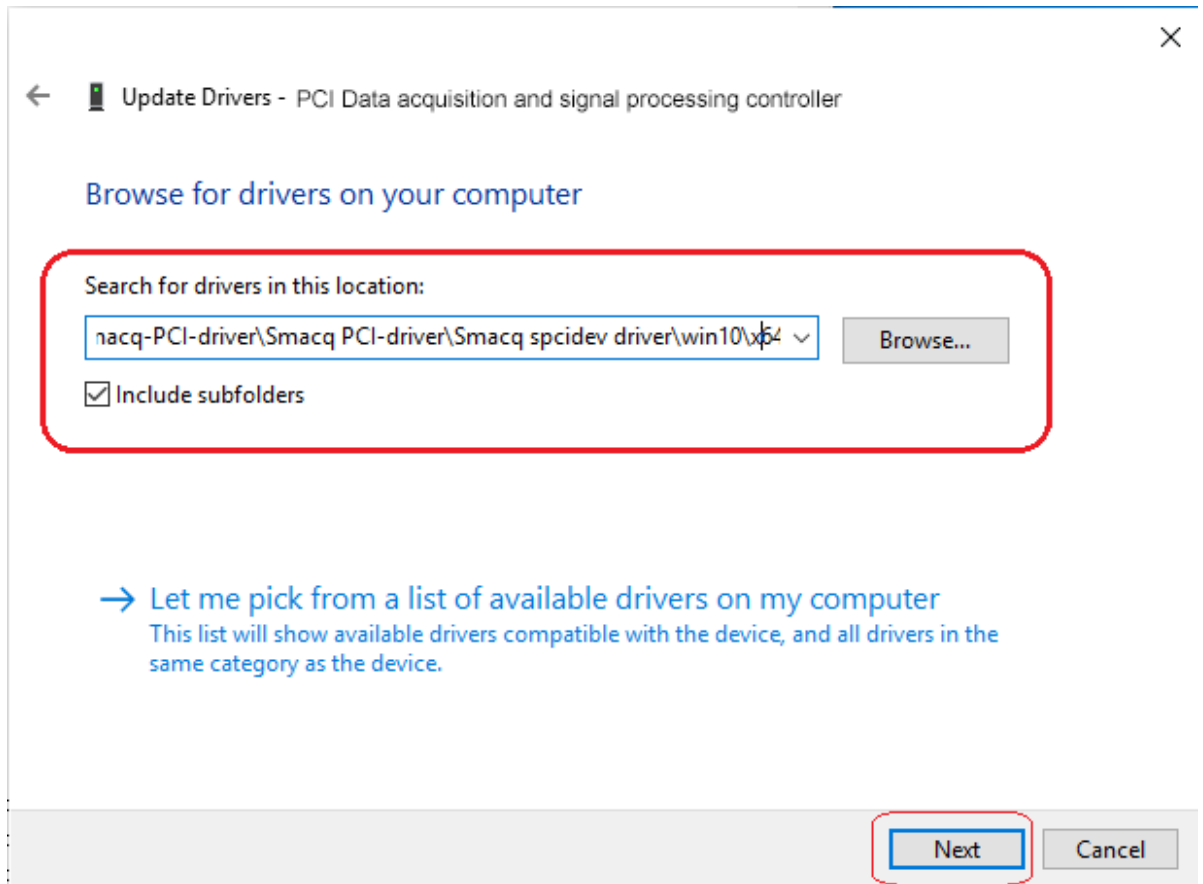 Update Drivers - PCI Data acquisition and signal processing controller
Browse for drivers on your computer
Search for drivers in this location:
macq-PCI-driver\Smacq PCI-driver\Smacq spcidev driver\win10\x64
Browse...
Include subfolders
Let me pick from a list of available drivers on my computer
This list will show available drivers compatible with the device, and all drivers in the
same category as the device.
Next
Cancel